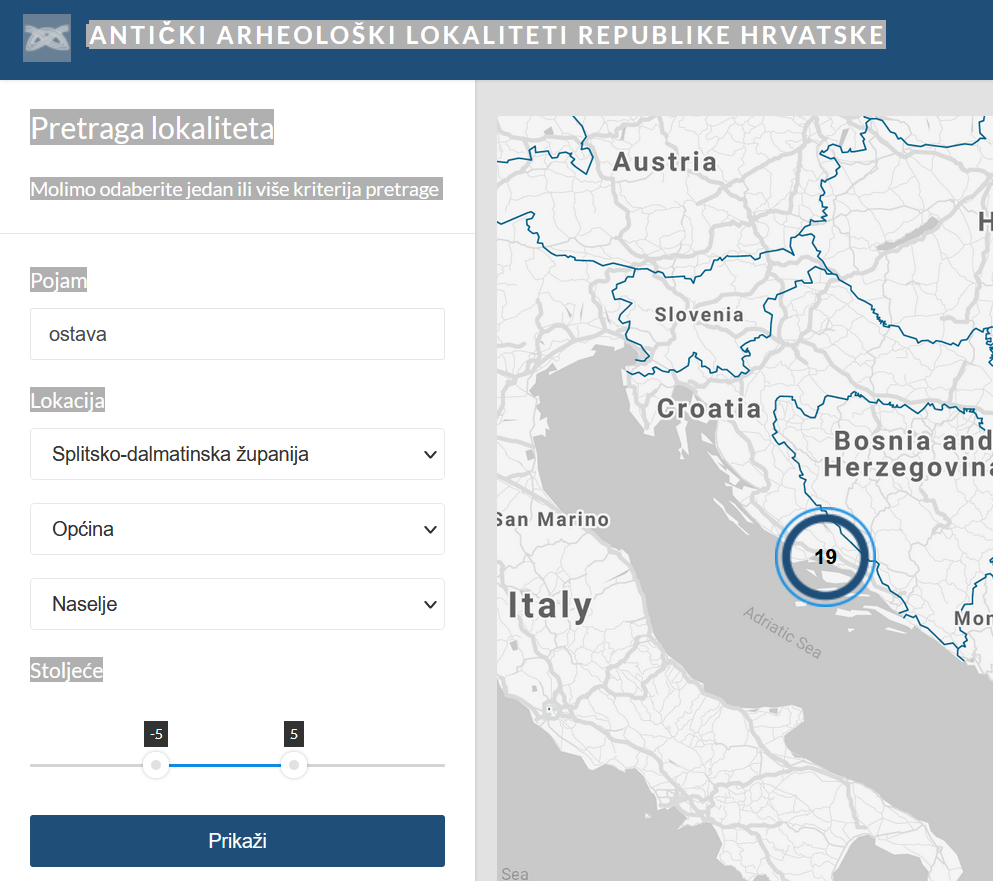 ANTIČKI ARHEOLOŠKI LOKALITETI REPUBLIKE HRVATSKE
Pretraga lokaliteta
Molimo odaberite jedan ili više kriterija pretrage
Pojam
ostava
Lokacija
Splitsko-dalmatinska županija
Općina
Naselje
Stoljeće
-5
5
Prikaži
Austria
H
Slovenia
Croatia
Bosnia and
Herzegovina
San Marino
19
Italy
Adriatic Sea
Mon
Sea